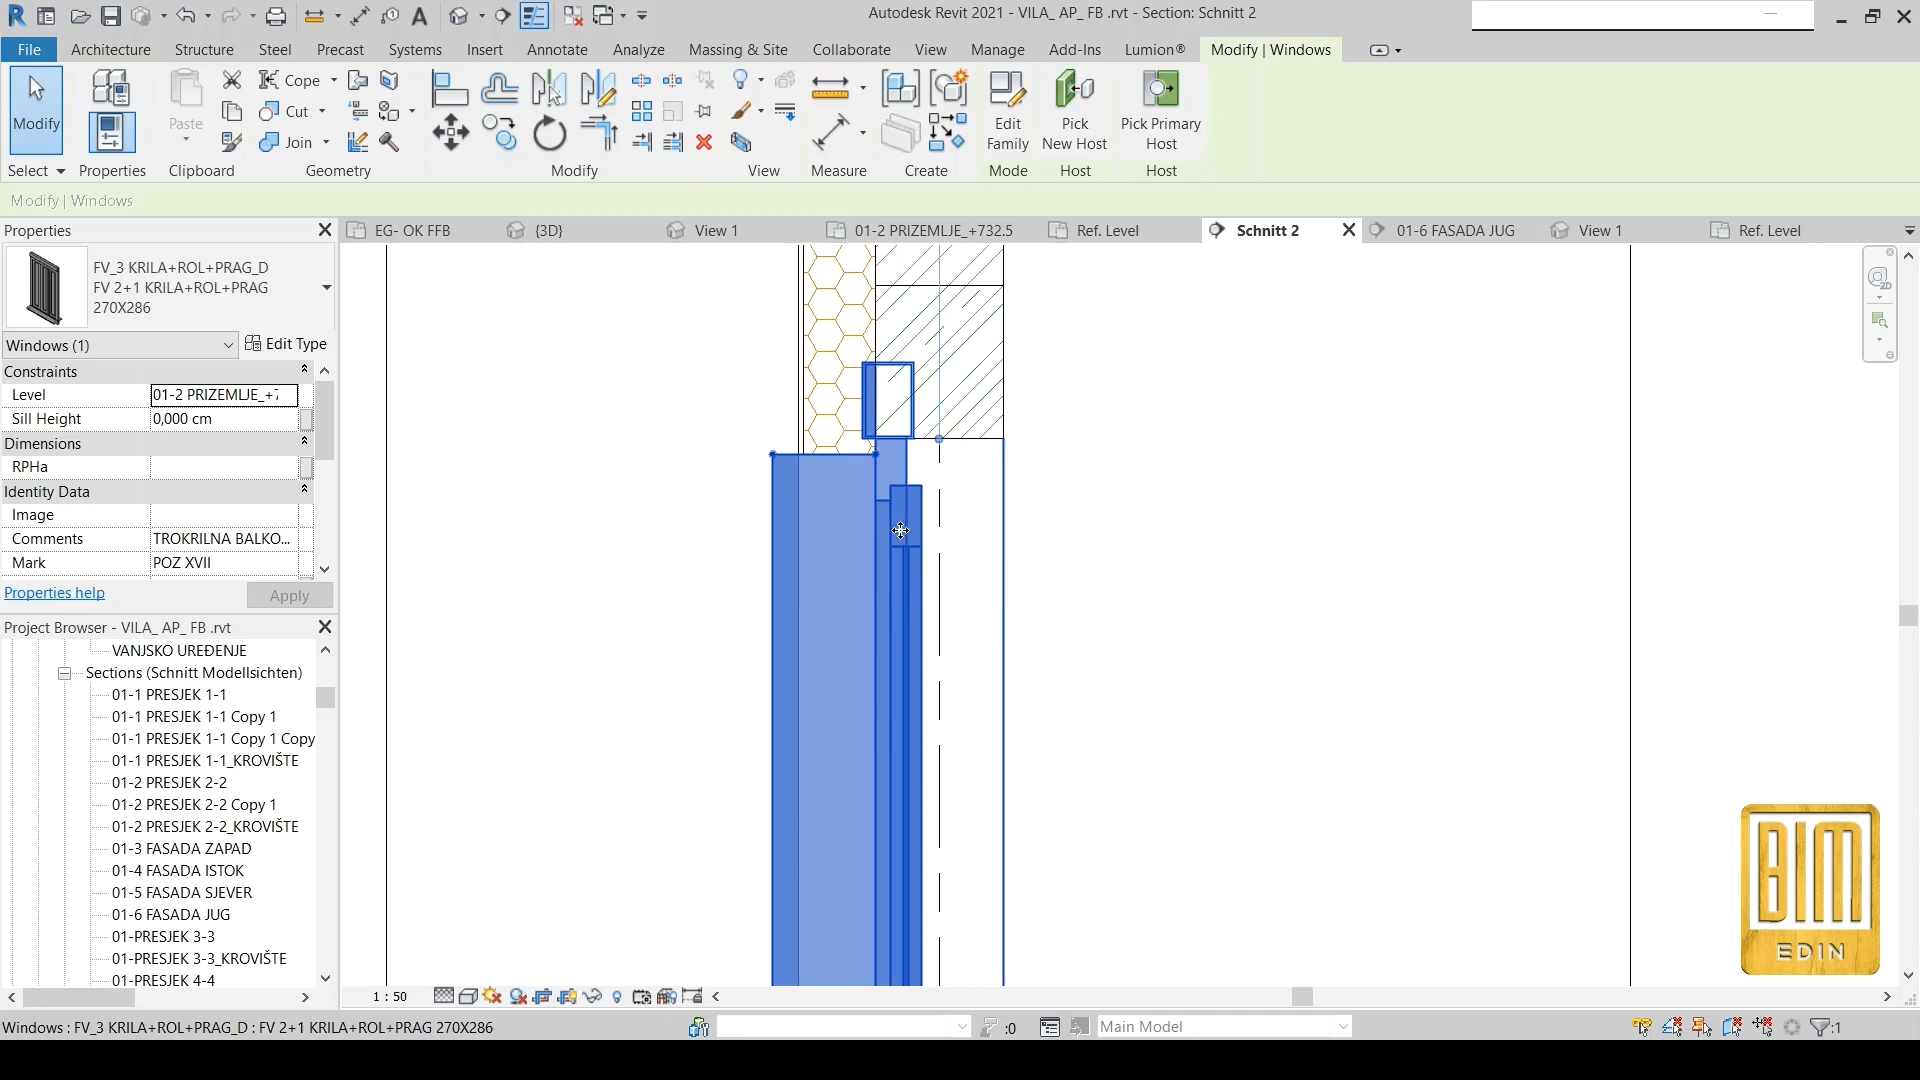 Autodesk Revit 2021 - VILA_ AP_ FB .rvt - Section: Schnitt 2
File Architecture Structure Steel Precast Systems Insert Annotate Analyze Massing & Site Collaborate View Manage Add-Ins Lumion® Modify | Windows
Modify
Paste
Cope
Cut
Join
Edit Family
Pick New Host
Pick Primary Host
Select Properties Clipboard Geometry Modify View Measure Create Mode Host Host
Modify | Windows
Properties
EG- OK FFB {3D} View 1 01-2 PRIZEMLJE_+732.5 Ref. Level Schnitt 2 01-6 FASADA JUG View 1 Ref. Level
FV_3 KRILA+ROL+PRAG_D
FV 2+1 KRILA+ROL+PRAG
270X286
Windows (1) Edit Type
Constraints
Level 01-2 PRIZEMLJE_+7
Sill Height 0,000 cm
Dimensions
RPHa
Identity Data
Image
Comments TROKRILNA BALKO...
Mark POZ XVII
Properties help Apply
Project Browser - VILA_ AP_ FB .rvt
VANJSKO UREĐENJE
Sections (Schnitt Modellsichten)
01-1 PRESJEK 1-1
01-1 PRESJEK 1-1 Copy 1
01-1 PRESJEK 1-1 Copy 1 Copy
01-1 PRESJEK 1-1_KROVIŠTE
01-2 PRESJEK 2-2
01-2 PRESJEK 2-2 Copy 1
01-2 PRESJEK 2-2_KROVIŠTE
01-3 FASADA ZAPAD
01-4 FASADA ISTOK
01-5 FASADA SJEVER
01-6 FASADA JUG
01-PRESJEK 3-3
01-PRESJEK 3-3_KROVIŠTE
01-PRESJEK 4-4
BIM
EDIN
1 : 50
Windows : FV_3 KRILA+ROL+PRAG_D : FV 2+1 KRILA+ROL+PRAG 270X286 :0 Main Model :1